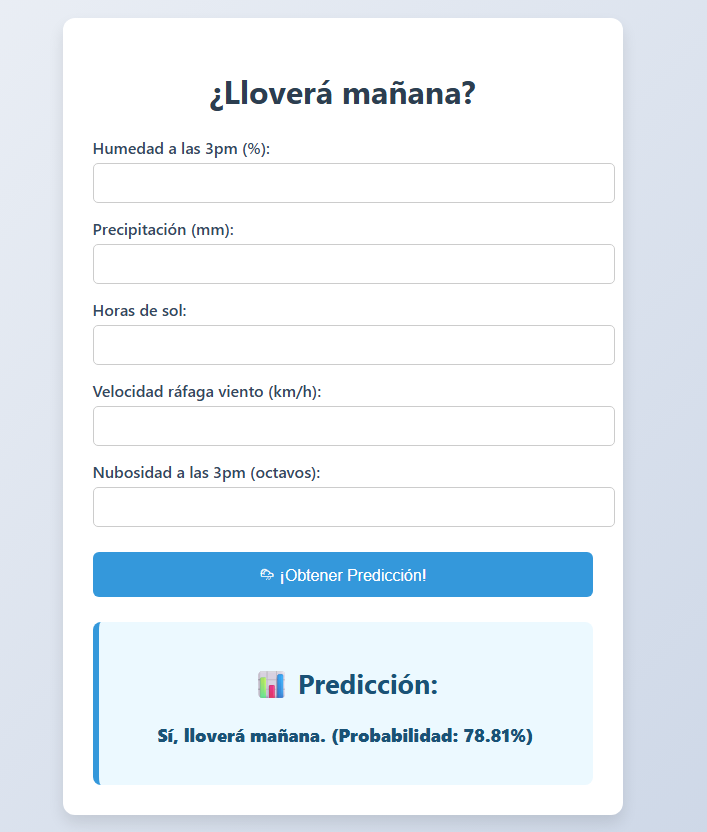 ¿Lloverá mañana?
Humedad a las 3pm (%):
Precipitación (mm):
Horas de sol:
Velocidad ráfaga viento (km/h):
Nubosidad a las 3pm (octavos):
¡Obtener Predicción!
Predicción:
Sí, lloverá mañana. (Probabilidad: 78.81%)